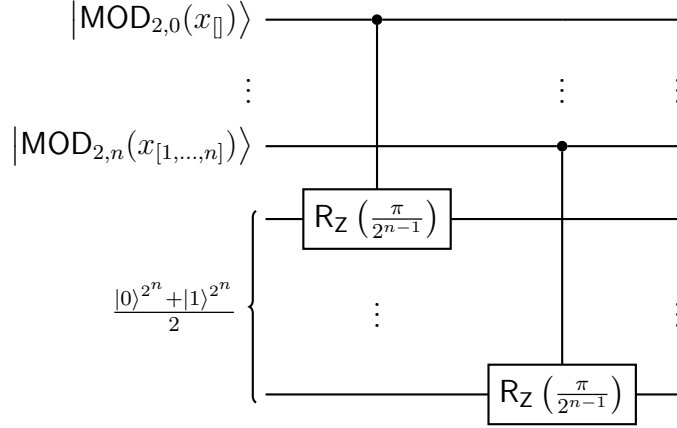 |MOD_{2,0}(x_{[]})⟩
⋮ ⋮ ⋮
|MOD_{2,n}(x_{[1,...,n]})⟩
R_Z (π/2^{n−1})
(|0⟩^{2^n}+|1⟩^{2^n})/2
⋮ ⋮
R_Z (π/2^{n−1})